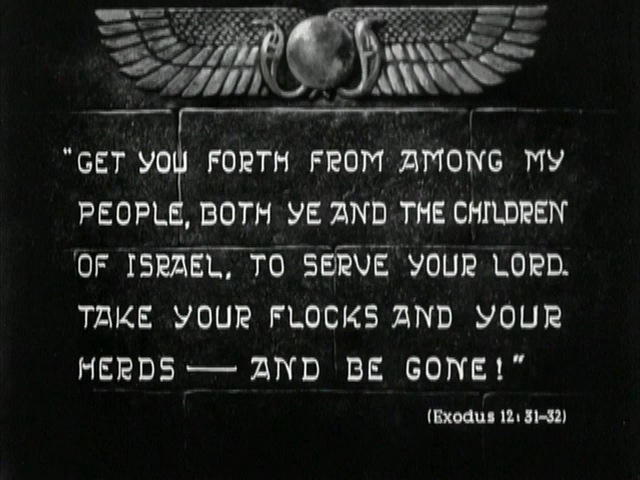 "GET YOU FORTH FROM AMONG MY
PEOPLE, BOTH YE AND THE CHILDREN
OF ISRAEL, TO SERVE YOUR LORD.
TAKE YOUR FLOCKS AND YOUR
HERDS — AND BE GONE!"
(Exodus 12:31-32)